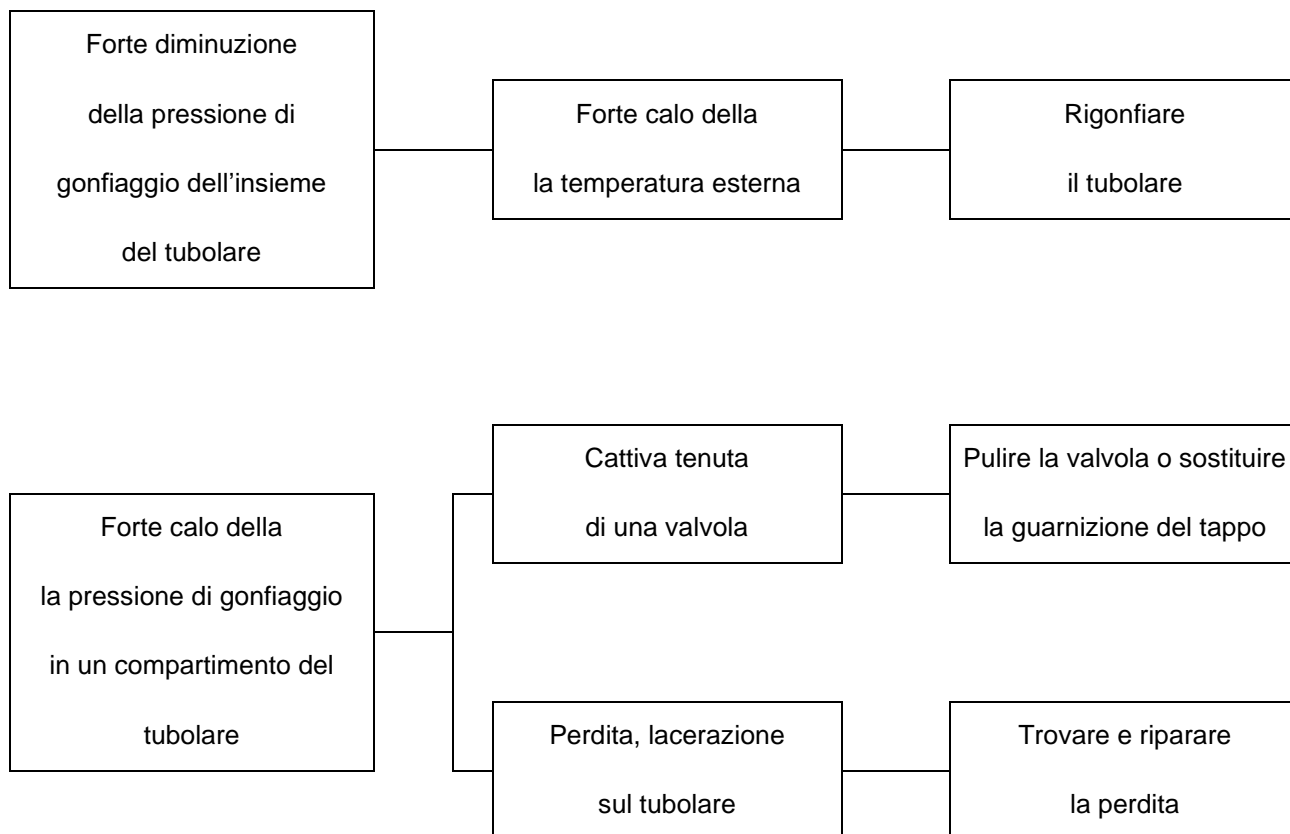 Forte diminuzione
della pressione di
gonfiaggio dell'insieme
del tubolare
Forte calo della
la temperatura esterna
Rigonfiare
il tubolare
Forte calo della
la pressione di gonfiaggio
in un compartimento del
tubolare
Cattiva tenuta
di una valvola
Pulire la valvola o sostituire
la guarnizione del tappo
Perdita, lacerazione
sul tubolare
Trovare e riparare
la perdita